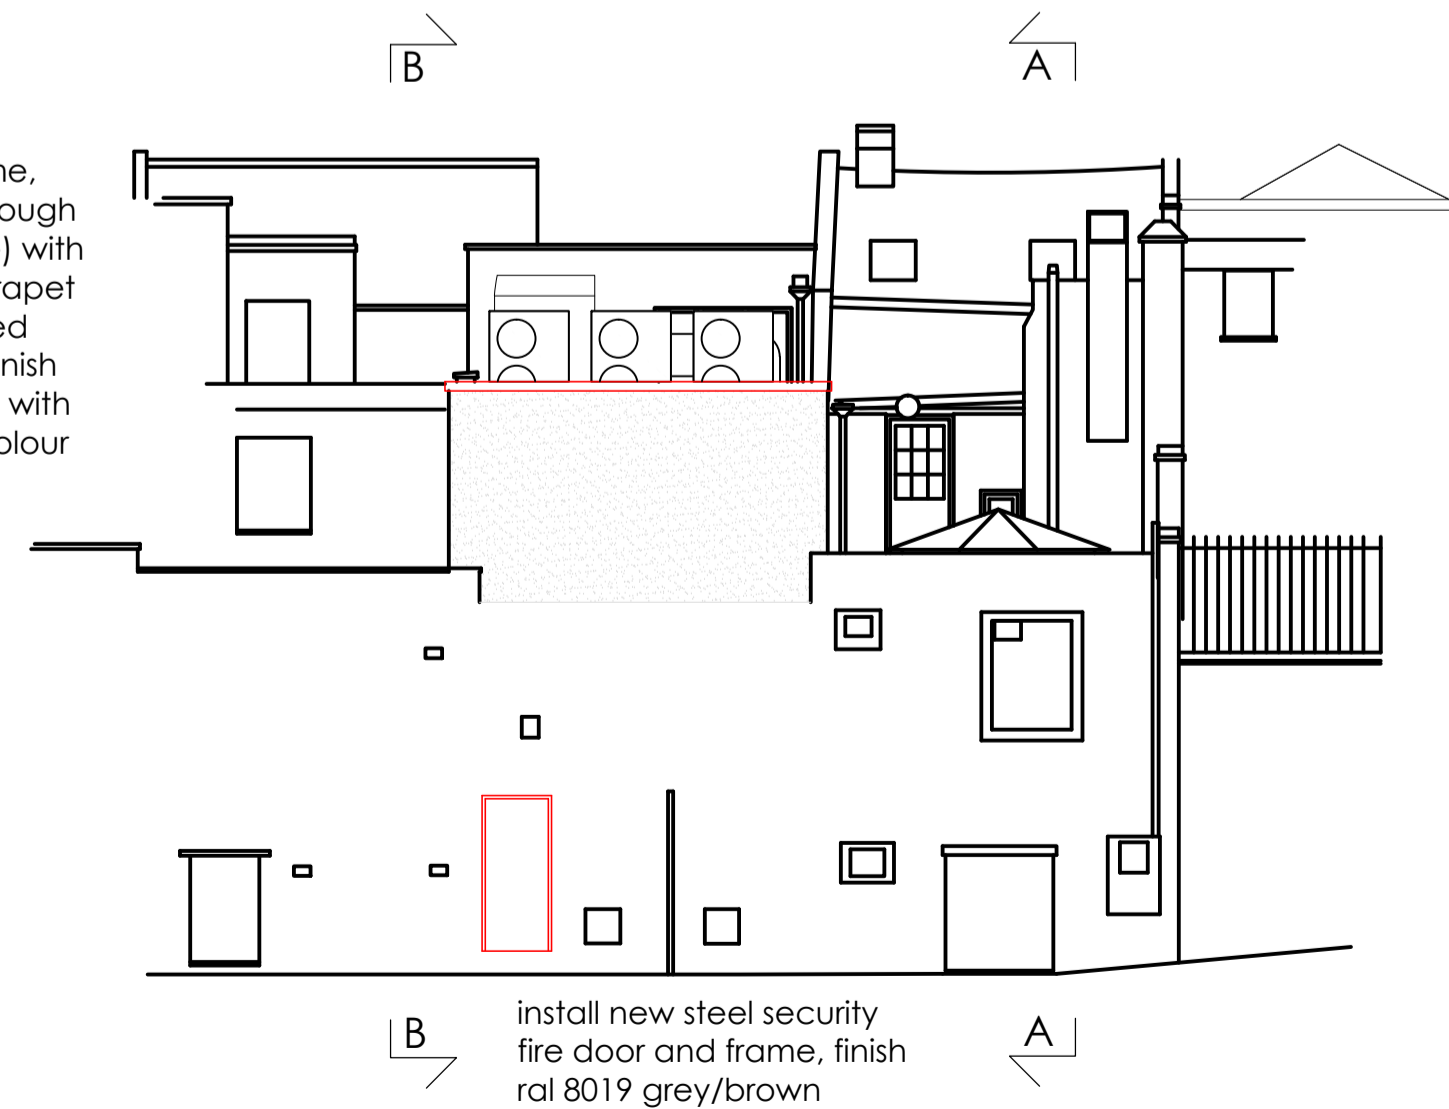 B
A
ne,
ough
) with
rapet
ed
nish
with
olour
B
A
install new steel security
fire door and frame, finish
ral 8019 grey/brown